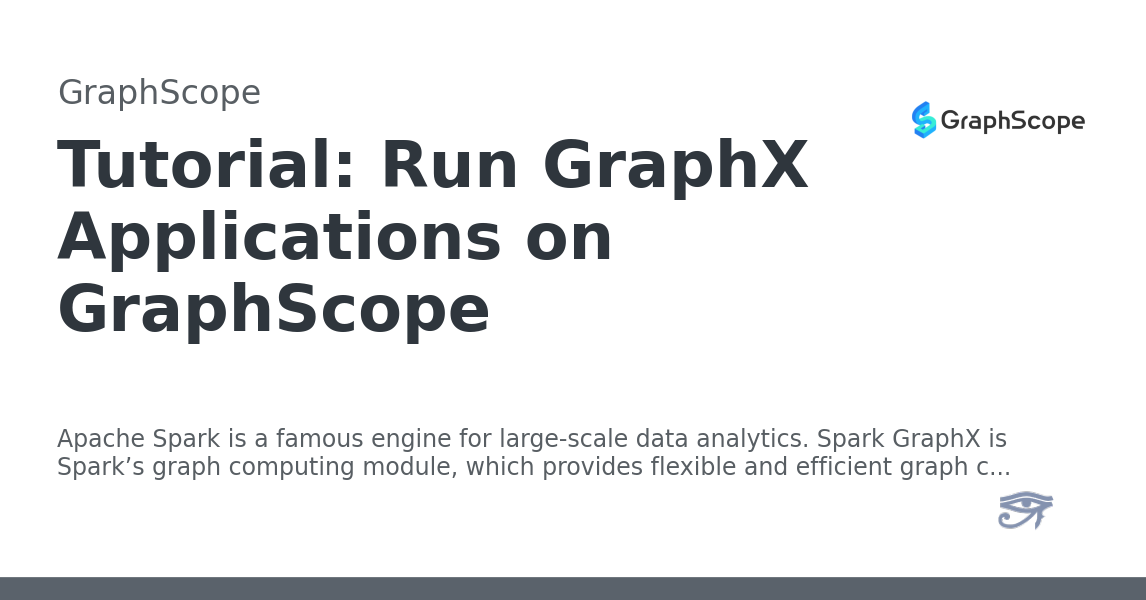 GraphScope
GraphScope
Tutorial: Run GraphX
Applications on
GraphScope
Apache Spark is a famous engine for large-scale data analytics. Spark GraphX is
Spark’s graph computing module, which provides flexible and efficient graph c...